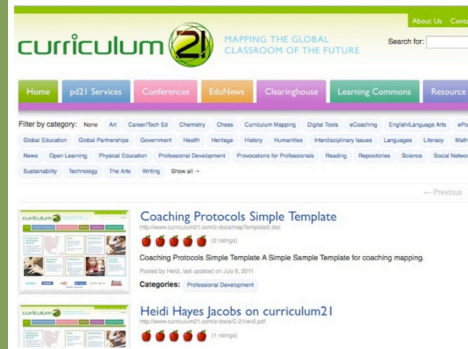 About Us Conta
curriculum 21
MAPPING THE GLOBAL
CLASSROOM OF THE FUTURE
Search for:
Home pd21 Services Conferences EduNews Clearinghouse Learning Commons Resource
Filter by category: None Art Career/Tech Ed Chemistry Chess Curriculum Mapping Digital Tools eCoaching English/Language Arts ePo
Global Education Global Partnerships Government Health Heritage History Humanities Interdisciplinary Issues Languages Literacy Math
News Open Learning Physical Education Professional Development Provocations for Professionals Reading Repositories Science Social Networ
Sustainability Technology The Arts Writing Show all →
← Previous
Coaching Protocols Simple Template
(2 ratings)
Coaching Protocols Simple Template A Simple Sample Template for coaching mapping.
Posted by Heidi, last updated on July 6, 2011
Categories: Professional Development
curriculum
Heidi Hayes Jacobs on curriculum21
(1 ratings)
curriculum